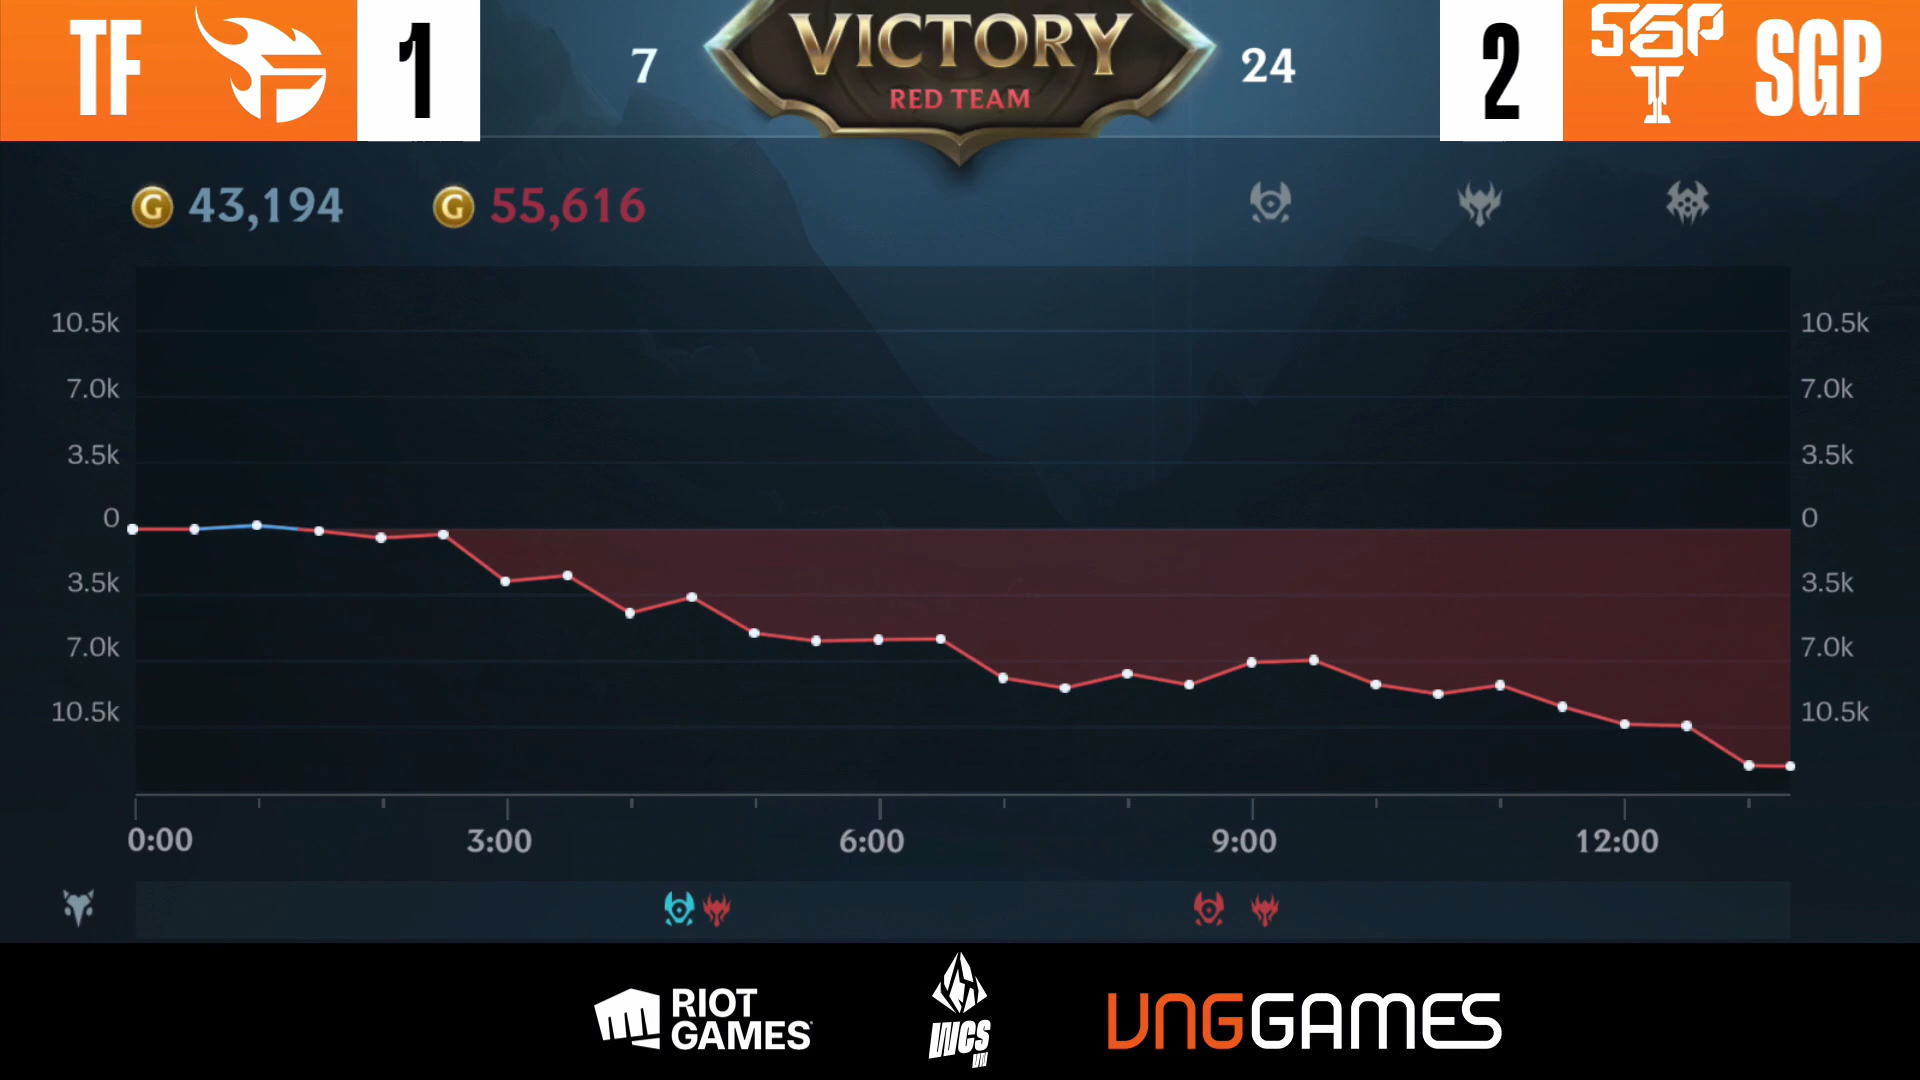 TF
1
7
VICTORY
RED TEAM
24
2
SGP
SGP
G 43,194
G 55,616
10.5k
10.5k
7.0k
7.0k
3.5k
3.5k
0
0
3.5k
3.5k
7.0k
7.0k
10.5k
10.5k
0:00
3:00
6:00
9:00
12:00
RIOT
GAMES
WCS
VN
VNGGAMES